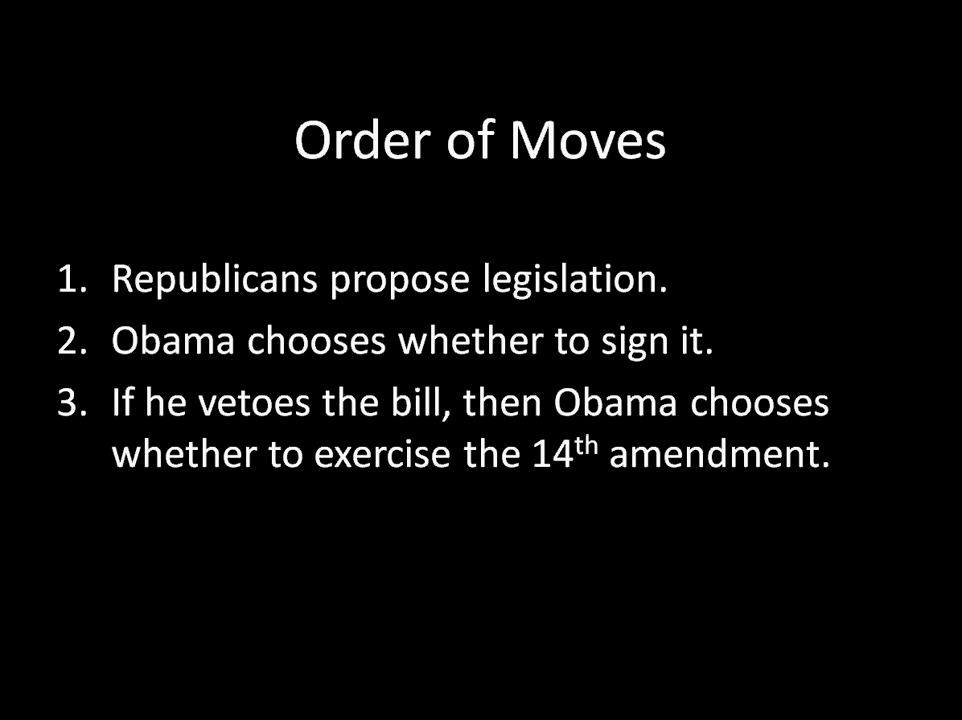 Order of Moves
1. Republicans propose legislation.
2. Obama chooses whether to sign it.
3. If he vetoes the bill, then Obama chooses
whether to exercise the 14th amendment.